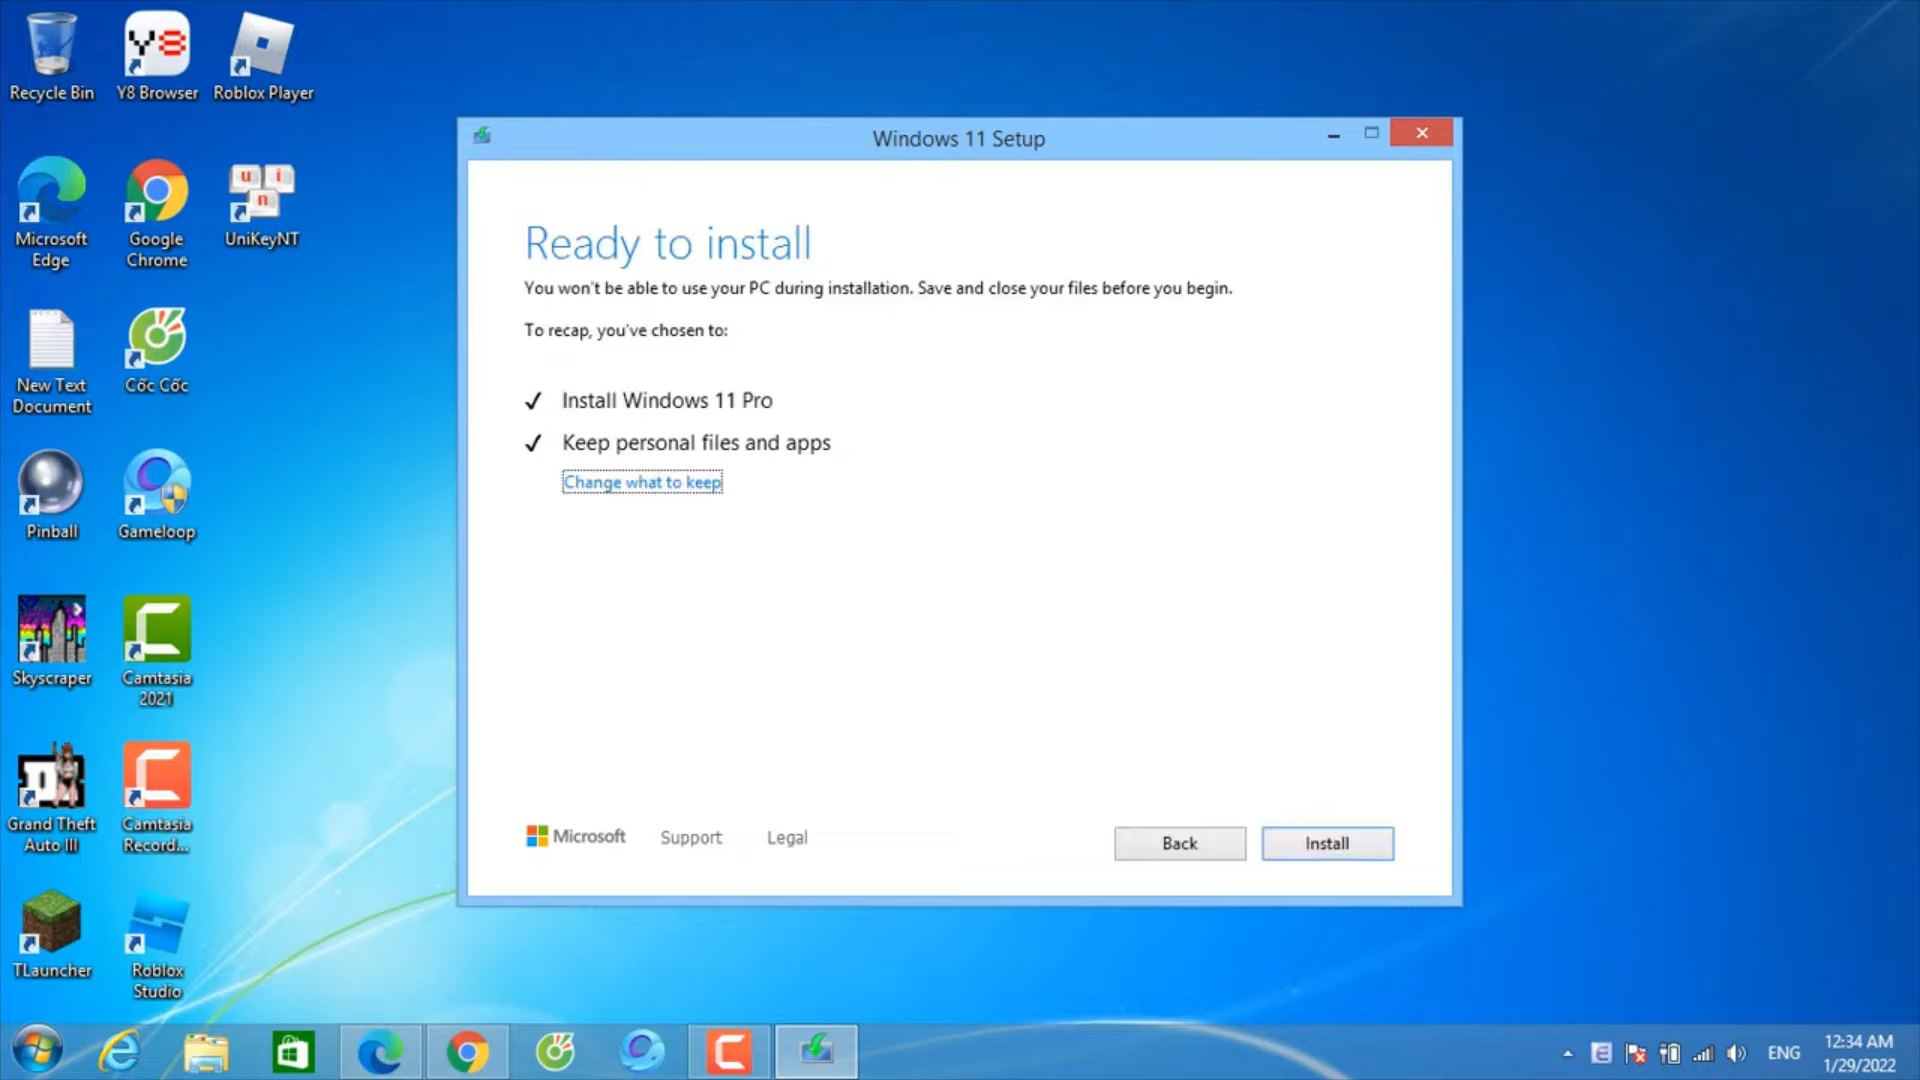 Recycle Bin
Y8 Browser
Roblox Player
Microsoft
Edge
Google
Chrome
u i
n
UniKeyNT
New Text
Document
Cốc Cốc
Pinball
Gameloop
Skyscraper
Camtasia
2021
Grand Theft
Auto III
Camtasia
Record...
TLauncher
Roblox
Studio
Windows 11 Setup
Ready to install
You won't be able to use your PC during installation. Save and close your files before you begin.
To recap, you've chosen to:
Install Windows 11 Pro
Keep personal files and apps
Change what to keep
Microsoft
Support
Legal
Back
Install
ENG
12:34 AM
1/29/2022